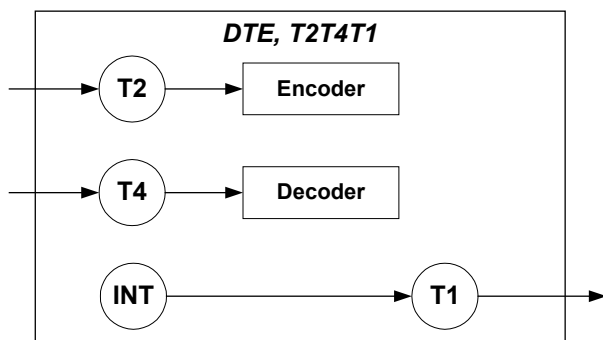 DTE, T2T4T1
T2
Encoder
T4
Decoder
INT
T1